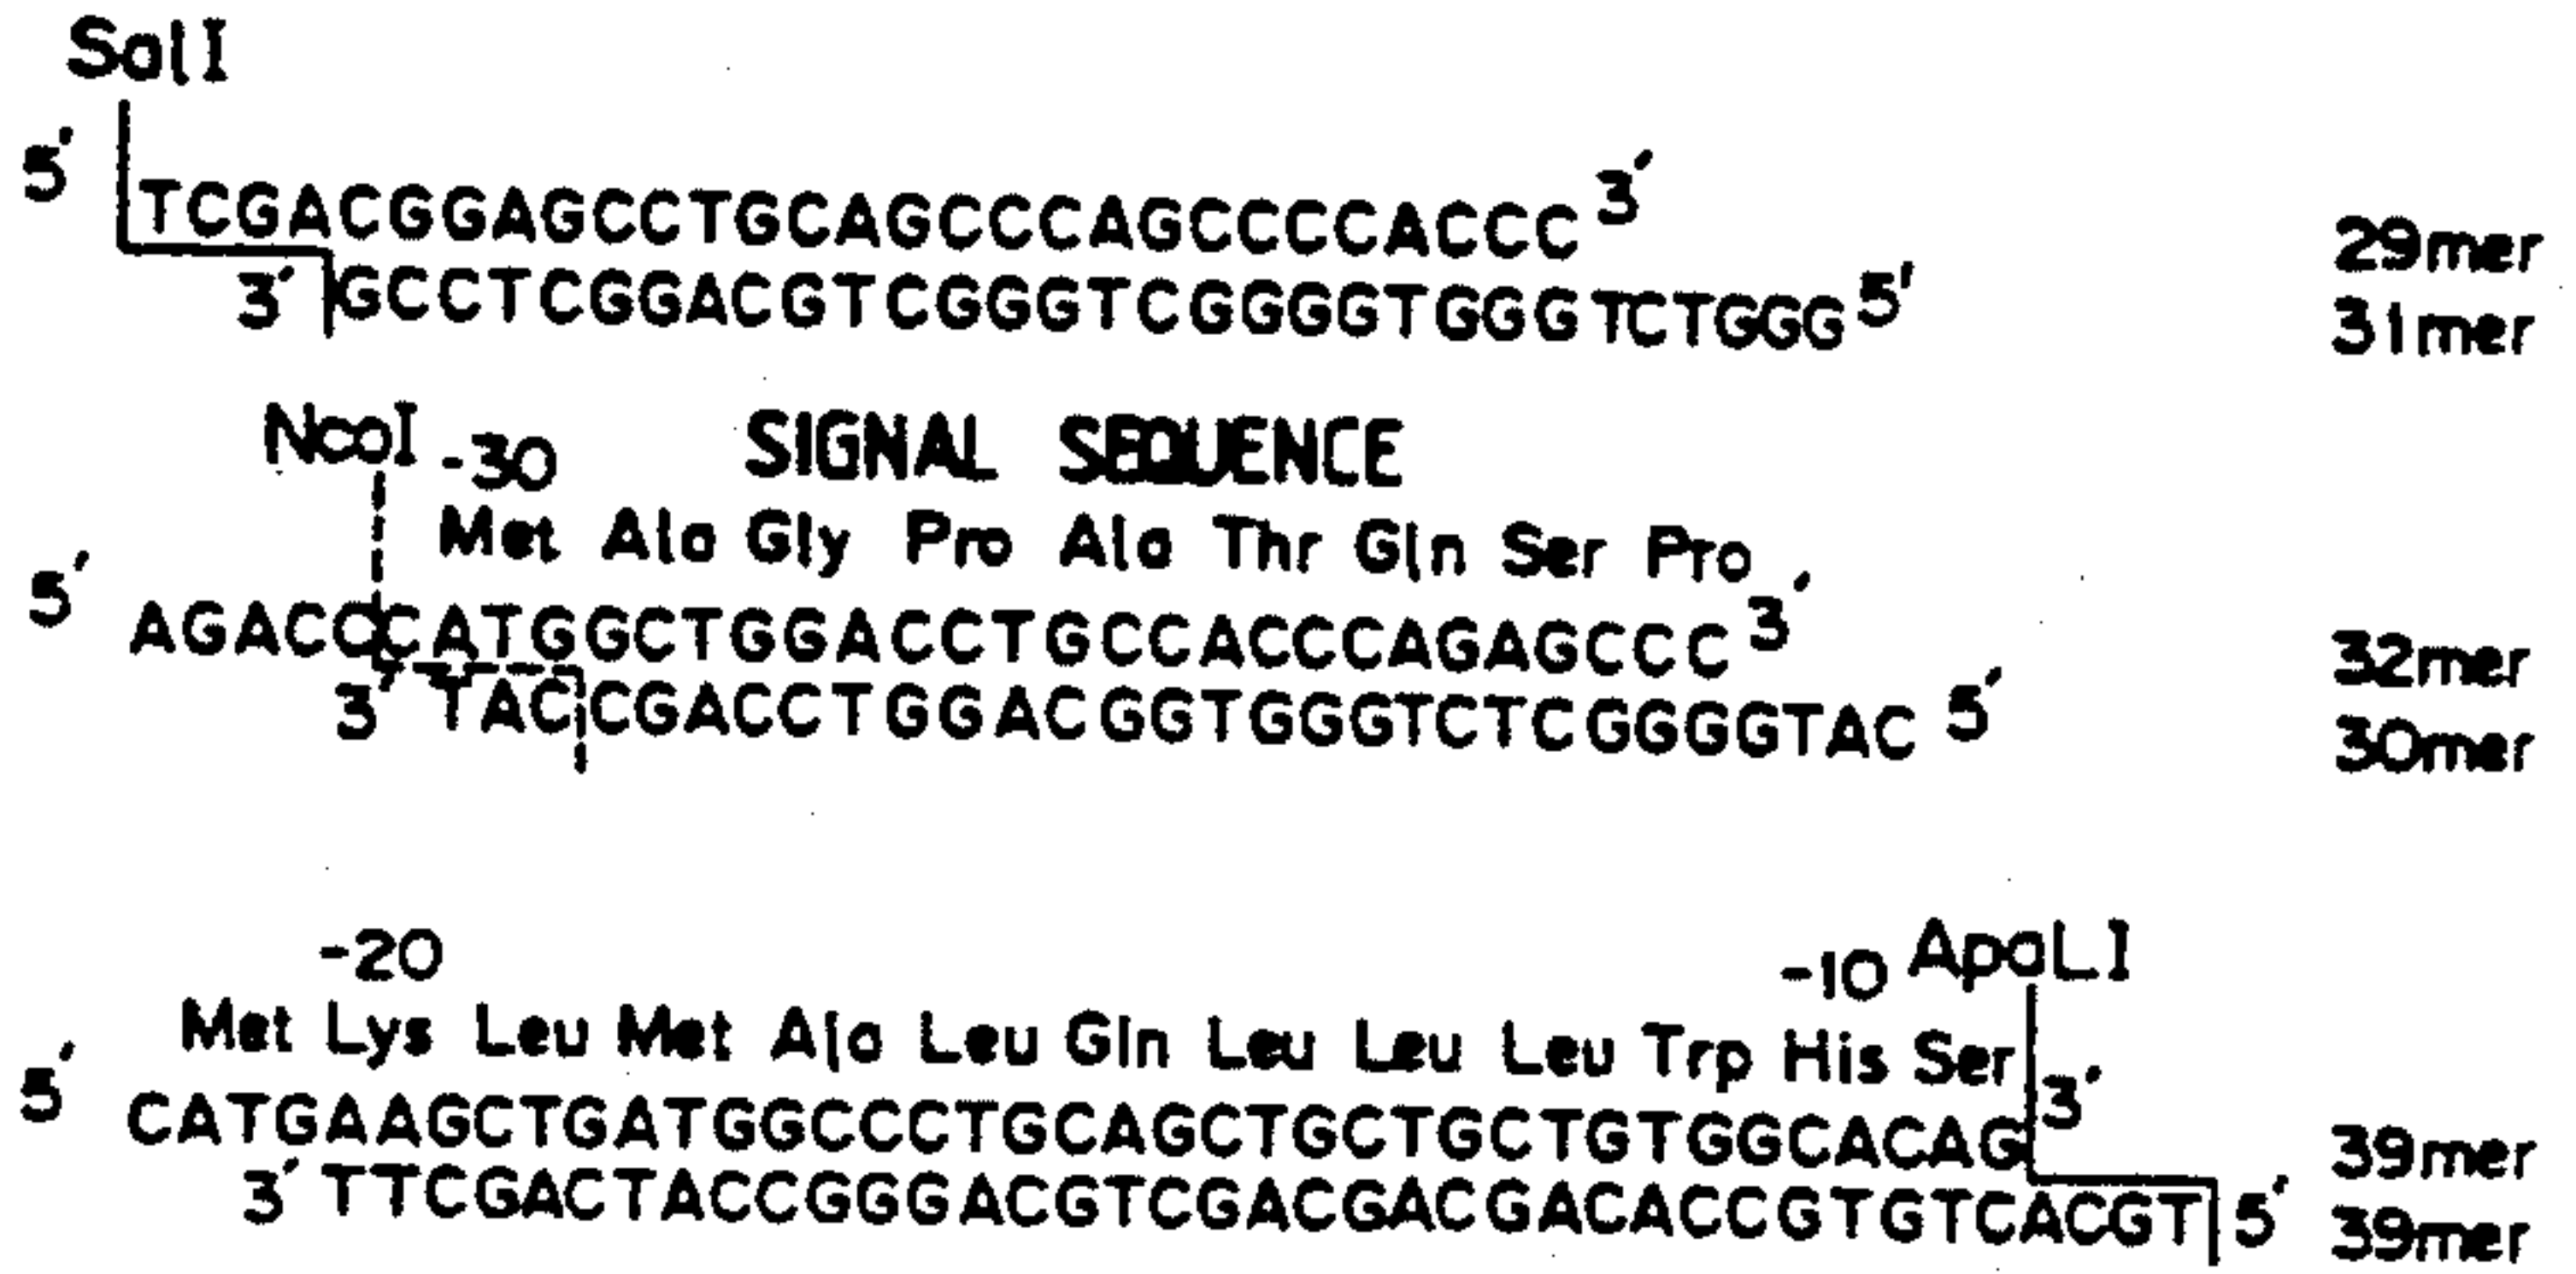 SalI
5' TCGACGGAGCCTGCAGCCCAGCCCCACCC 3' 29mer
3' GCCTCGGACGTCGGGTCGGGGTGGGTCTGGG 5' 31mer
NcoI -30 SIGNAL SEQUENCE
Met Ala Gly Pro Ala Thr Gln Ser Pro
5' AGACCCATGGCTGGACCTGCCACCCAGAGCCC 3' 32mer
3' TACCGACCTGGACGGTGGGTCTCGGGGTAC 5' 30mer
-20 -10 ApaLI
Met Lys Leu Met Ala Leu Gln Leu Leu Leu Trp His Ser
5' CATGAAGCTGATGGCCCTGCAGCTGCTGCTGTGGCACAG 3' 39mer
3' TTCGACTACCGGGACGTCGACGACGACACCGTGTCACGT 5' 39mer